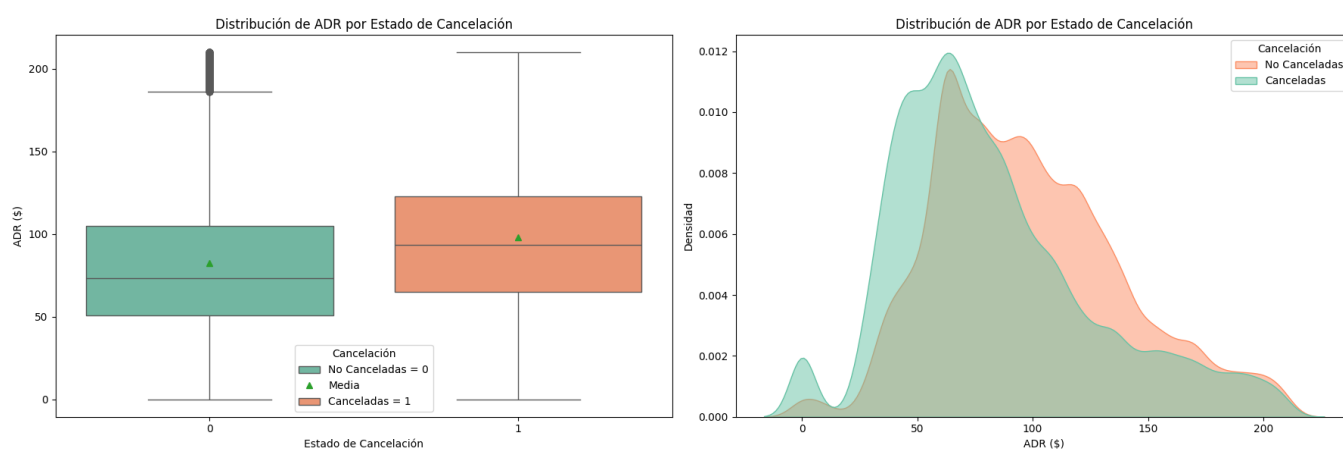 Distribución de ADR por Estado de Cancelación
ADR ($)
200
150
100
50
0
Cancelación
No Canceladas = 0
Media
Canceladas = 1
0
1
Estado de Cancelación
Distribución de ADR por Estado de Cancelación
Densidad
0.012
0.010
0.008
0.006
0.004
0.002
0.000
Cancelación
No Canceladas
Canceladas
0
50
100
150
200
ADR ($)